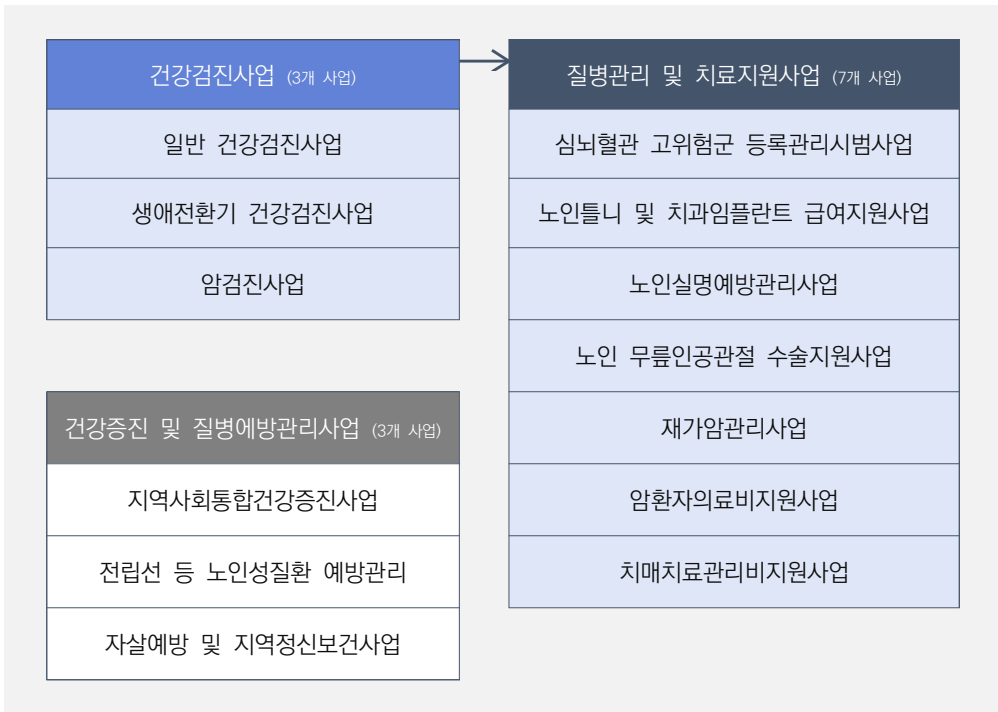 건강검진사업 (3개 사업)
일반 건강검진사업
생애전환기 건강검진사업
암검진사업
건강증진 및 질병에방관리사업 (3개 사업)
지역사회통합건강증진사업
전립선 등 노인성질환 예방관리
자살예방 및 지역정신보건사업
질병관리 및 치료지원사업 (7개 사업)
심뇌혈관 고위험군 등록관리시범사업
노인틀니 및 치과임플란트 급여지원사업
노인실명예방관리사업
노인 무릎인공관절 수술지원사업
재가암관리사업
암환자의료비지원사업
치매치료관리비지원사업